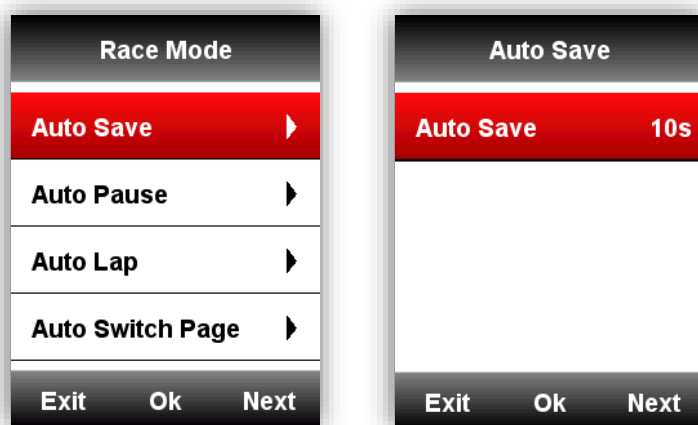 Race Mode
Auto Save
Auto Pause
Auto Lap
Auto Switch Page
Exit Ok Next
Auto Save
Auto Save 10s
Exit Ok Next